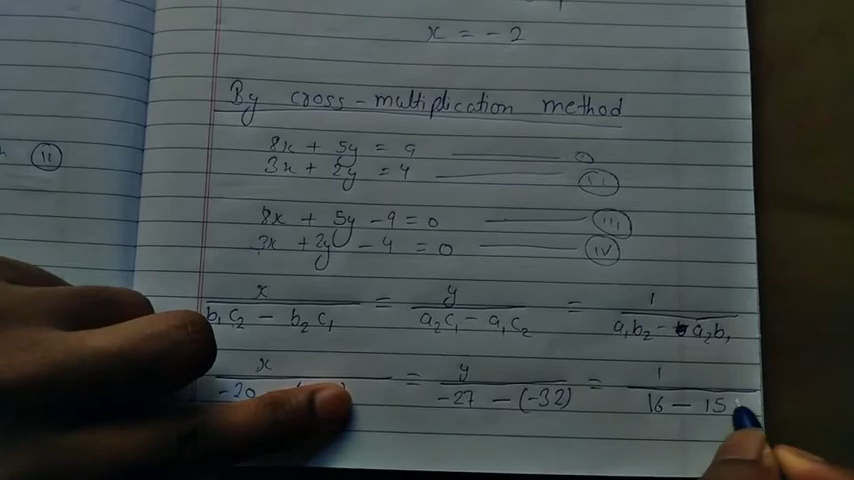 x = -2
By cross-multiplication method
8x + 5y = 9 ——— (i)
(ii)
3x + 2y = 4 ——— (ii)
8x + 5y - 9 = 0 ——— (iii)
3x + 2y - 4 = 0 ——— (iv)
x / b₁c₂ - b₂c₁ = y / a₂c₁ - a₁c₂ = 1 / a₁b₂ - a₂b₁
x / -20 = y / -27 - (-32) = 1 / 16 - 15